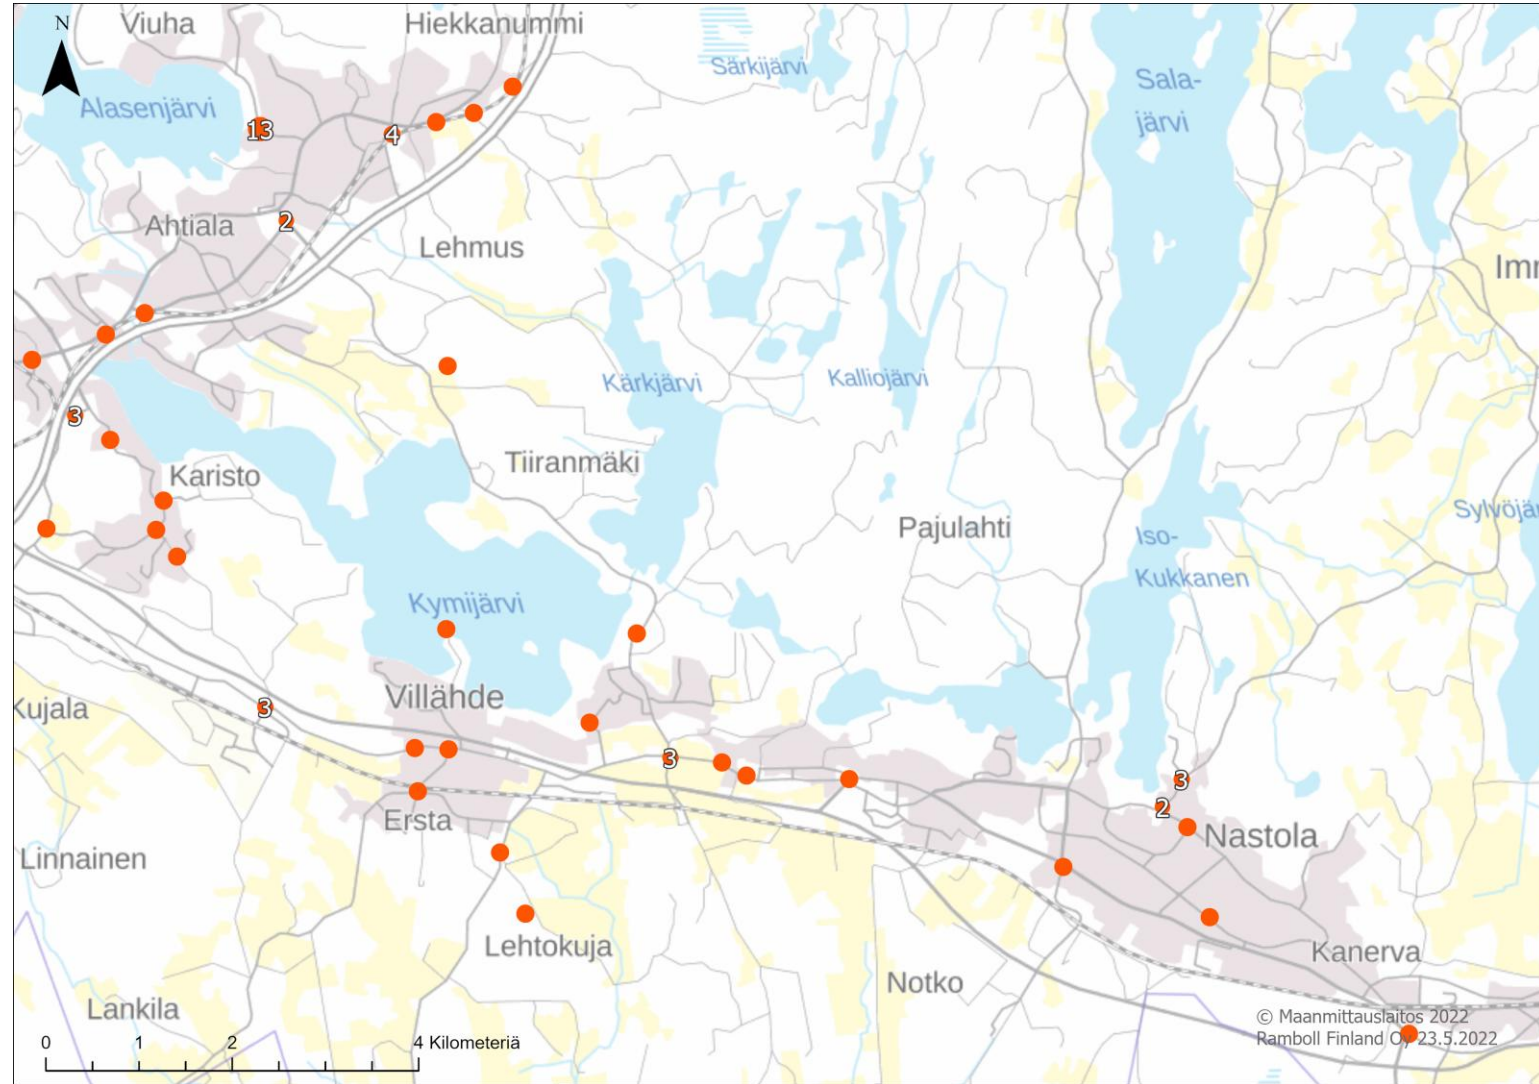 N
Viuha
Hiekkanummi
Särkijärvi
Sala-
järvi
Alasenjärvi
13
4
2
Ahtiala
Lehmus
Kärkjärvi
Kalliojärvi
3
Karisto
Tiiranmäki
Pajulahti
Iso-
Kukkanen
Kymijärvi
Kujala
3
Villähde
3
3
2
Nastola
Ersta
Linnainen
Lehtokuja
Kanerva
Notko
Lankila
© Maanmittauslaitos 2022
Ramboll Finland Oy 23.5.2022
0 1 2 4 Kilometeriä